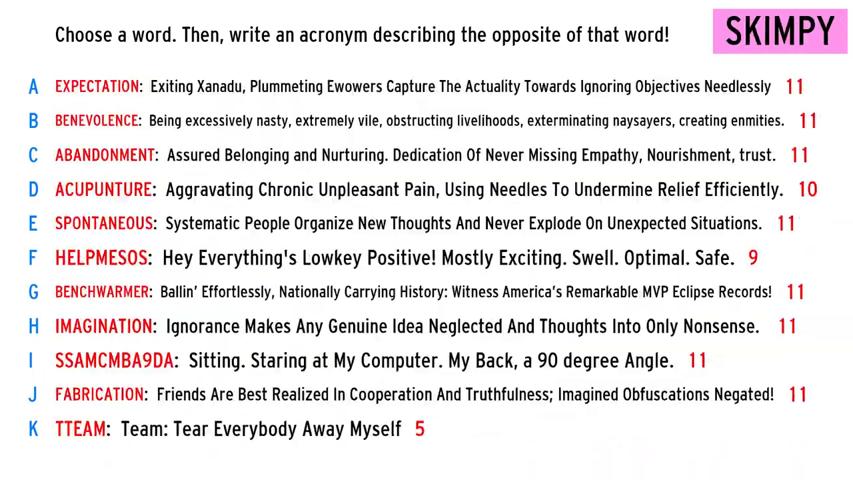 Choose a word. Then, write an acronym describing the opposite of that word!
SKIMPY
A EXPECTATION: Exiting Xanadu, Plummeting Ewowers Capture The Actuality Towards Ignoring Objectives Needlessly 11
B BENEVOLENCE: Being excessively nasty, extremely vile, obstructing livelihoods, exterminating naysayers, creating enmities. 11
C ABANDONMENT: Assured Belonging and Nurturing. Dedication Of Never Missing Empathy, Nourishment, trust. 11
D ACUPUNTURE: Aggravating Chronic Unpleasant Pain, Using Needles To Undermine Relief Efficiently. 10
E SPONTANEOUS: Systematic People Organize New Thoughts And Never Explode On Unexpected Situations. 11
F HELPMESOS: Hey Everything's Lowkey Positive! Mostly Exciting. Swell. Optimal. Safe. 9
G BENCHWARMER: Ballin’ Effortlessly, Nationally Carrying History: Witness America’s Remarkable MVP Eclipse Records! 11
H IMAGINATION: Ignorance Makes Any Genuine Idea Neglected And Thoughts Into Only Nonsense. 11
I SSAMCMBA9DA: Sitting. Staring at My Computer. My Back, a 90 degree Angle. 11
J FABRICATION: Friends Are Best Realized In Cooperation And Truthfulness; Imagined Obfuscations Negated! 11
K TTEAM: Team: Tear Everybody Away Myself 5